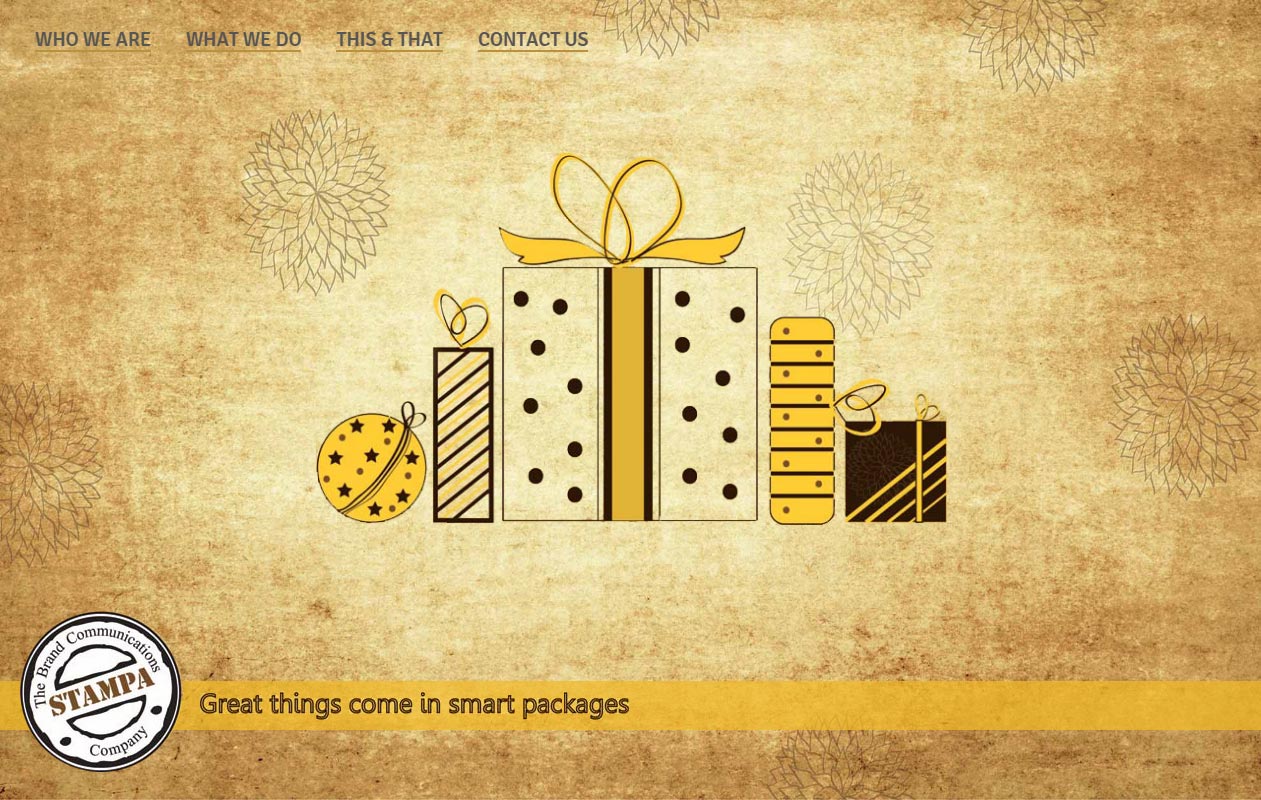 WHO WE ARE WHAT WE DO THIS & THAT CONTACT US
The Brand Communications
STAMPA
Company
Great things come in smart packages